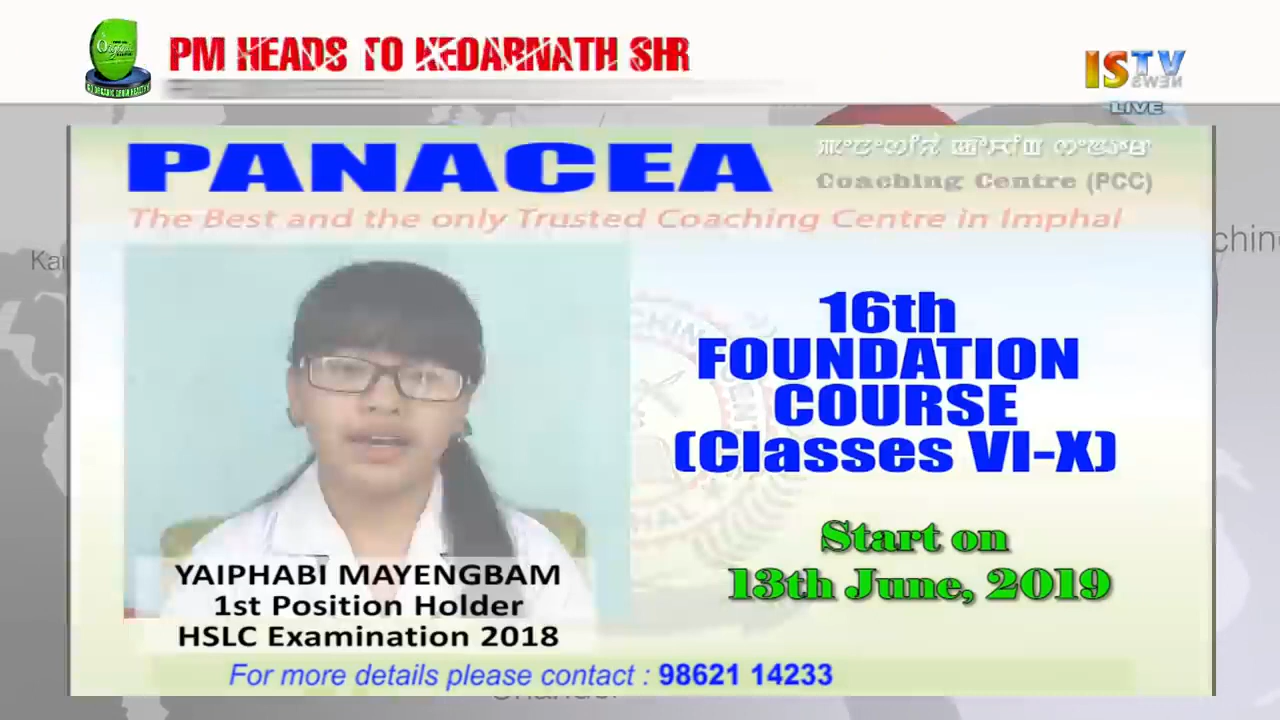 PM HEADS TO KEDARNATH SHR
ISTV
NEWS
LIVE
PANACEA
Coaching Centre (PCC)
The Best and the only Trusted Coaching Centre in Imphal
16th
FOUNDATION
COURSE
(Classes VI-X)
Start on
13th June, 2019
YAIPHABI MAYENGBAM
1st Position Holder
HSLC Examination 2018
For more details please contact : 98621 14233